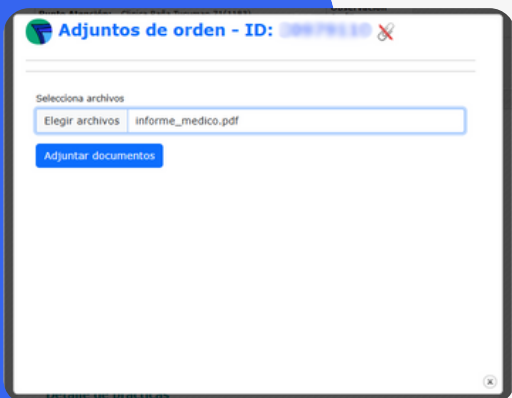 Adjuntos de orden - ID:
Selecciona archivos
Elegir archivos informe_medico.pdf
Adjuntar documentos